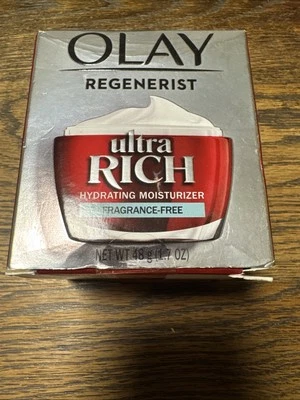 OLAY
REGENERIST
ultra
RICH
HYDRATING MOISTURIZER
FRAGRANCE-FREE
NET WT 48 g (1.7 OZ)